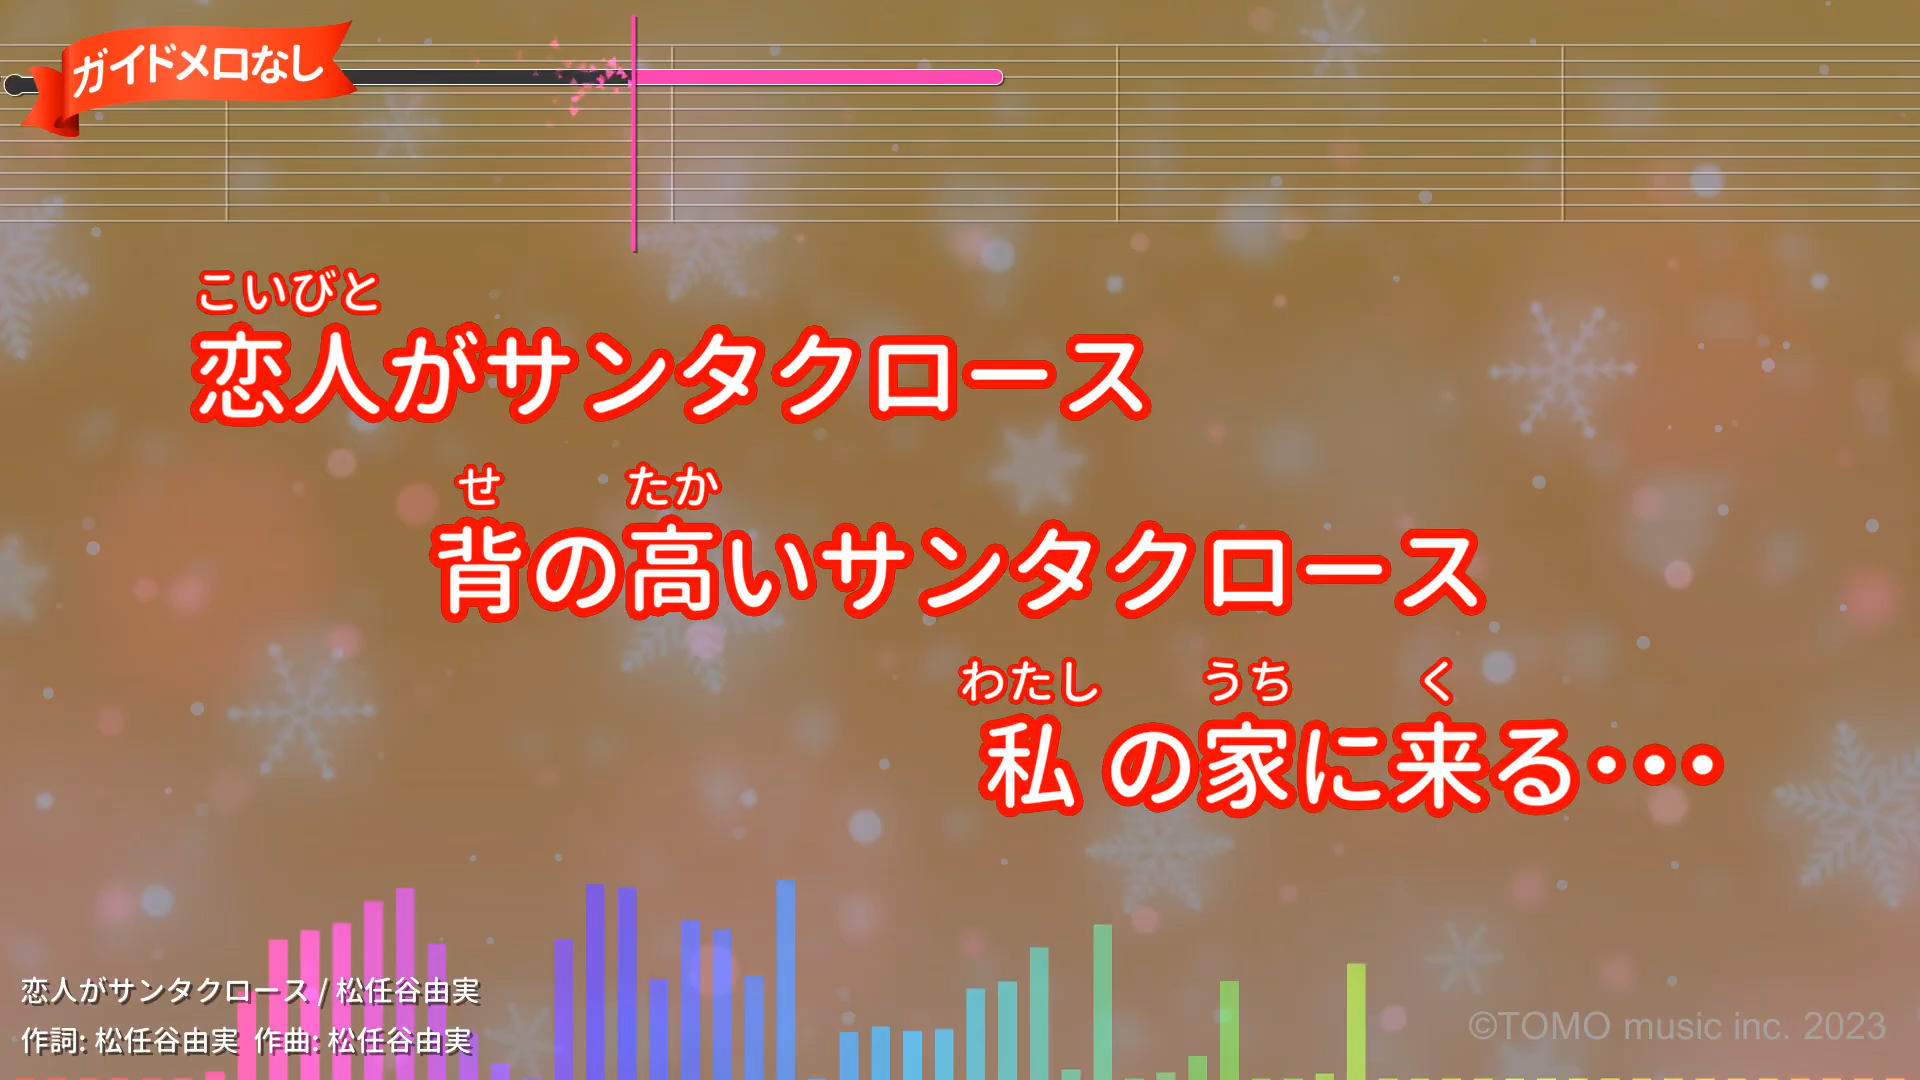 ガイドメロなし
こいびと
恋人がサンタクロース
せ たか
背の高いサンタクロース
わたし うち く
私の家に来る・・・
恋人がサンタクロース / 松任谷由実
作詞: 松任谷由実 作曲: 松任谷由実
©TOMO music inc. 2023